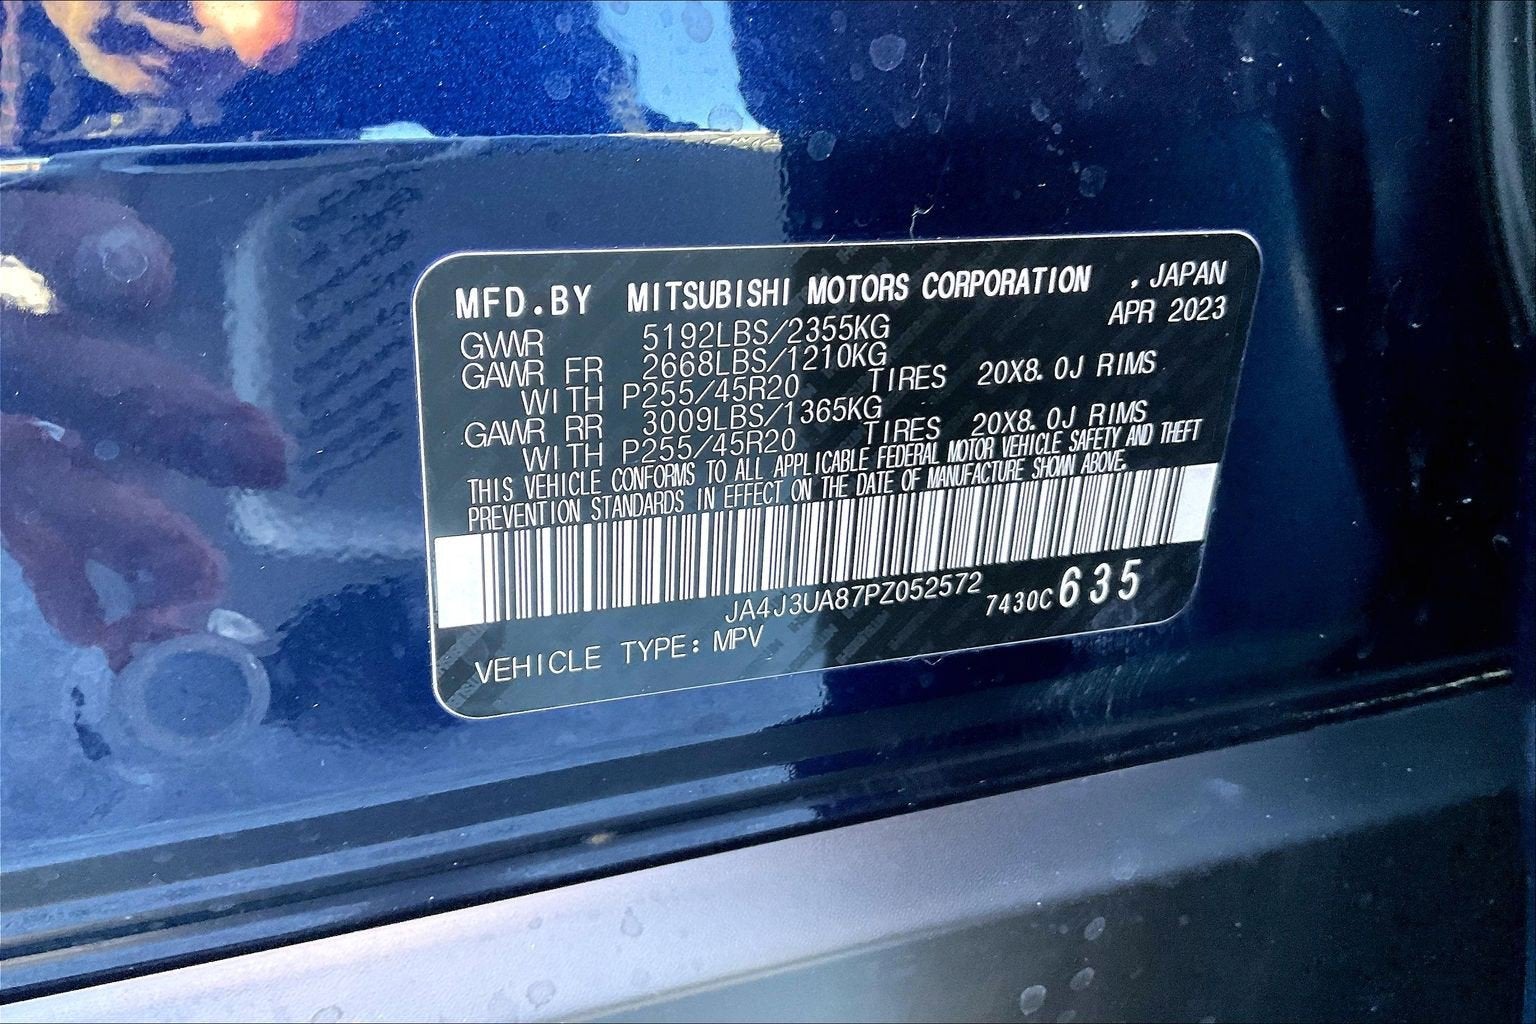 MFD.BY MITSUBISHI MOTORS CORPORATION .JAPAN
APR 2023
GVWR 5192LBS/2355KG
GAWR FR 2668LBS/1210KG
WITH P255/45R20 TIRES 20X8.0J RIMS
GAWR RR 3009LBS/1365KG
WITH P255/45R20 TIRES 20X8.0J RIMS
THIS VEHICLE CONFORMS TO ALL APPLICABLE FEDERAL MOTOR VEHICLE SAFETY AND THEFT
PREVENTION STANDARDS IN EFFECT ON THE DATE OF MANUFACTURE SHOWN ABOVE.
JA4J3UA87PZ052572 7430C635
VEHICLE TYPE: MPV